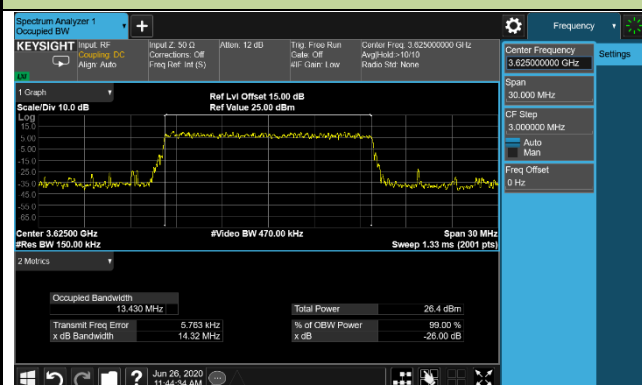 Spectrum Analyzer 1
Occupied BW
+
Frequency
KEYSIGHT
Input: RF
Coupling: DC
Align: Auto
Input Z: 50 Ω
Corrections: Off
Freq Ref: Int (S)
Atten: 12 dB
Trig: Free Run
Gate: Off
#IF Gain: Low
Center Freq: 3.625000000 GHz
Avg|Hold:>10/10
Radio Std: None
Center Frequency
3.625000000 GHz
Settings
Span
30.000 MHz
CF Step
3.000000 MHz
Auto
Man
Freq Offset
0 Hz
LXI
1 Graph
Scale/Div 10.0 dB
Ref Lvl Offset 15.00 dB
Ref Value 25.00 dBm
Log
15.0
5.00
-5.00
-15.0
-25.0
-35.0
-45.0
-55.0
-65.0
Center 3.62500 GHz
#Res BW 150.00 kHz
#Video BW 470.00 kHz
Span 30 MHz
Sweep 1.33 ms (2001 pts)
2 Metrics
Occupied Bandwidth
13.430 MHz
Total Power 26.4 dBm
Transmit Freq Error 5.763 kHz
% of OBW Power 99.00 %
x dB Bandwidth 14.32 MHz
x dB -26.00 dB
?
Jun 26, 2020
11:44:34 AM